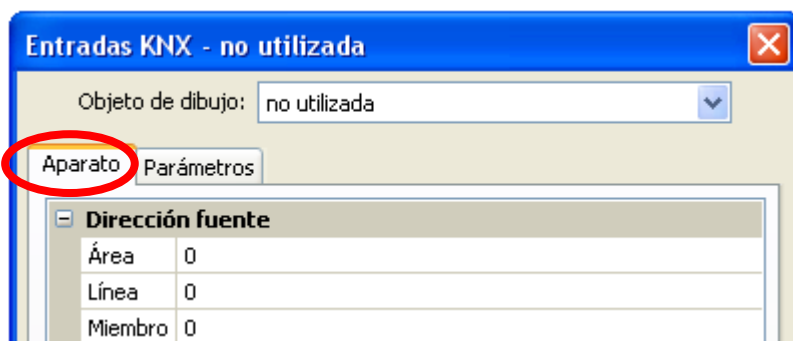 Entradas KNX - no utilizada
Objeto de dibujo: no utilizada
Aparato Parámetros
Dirección fuente
Área 0
Línea 0
Miembro 0